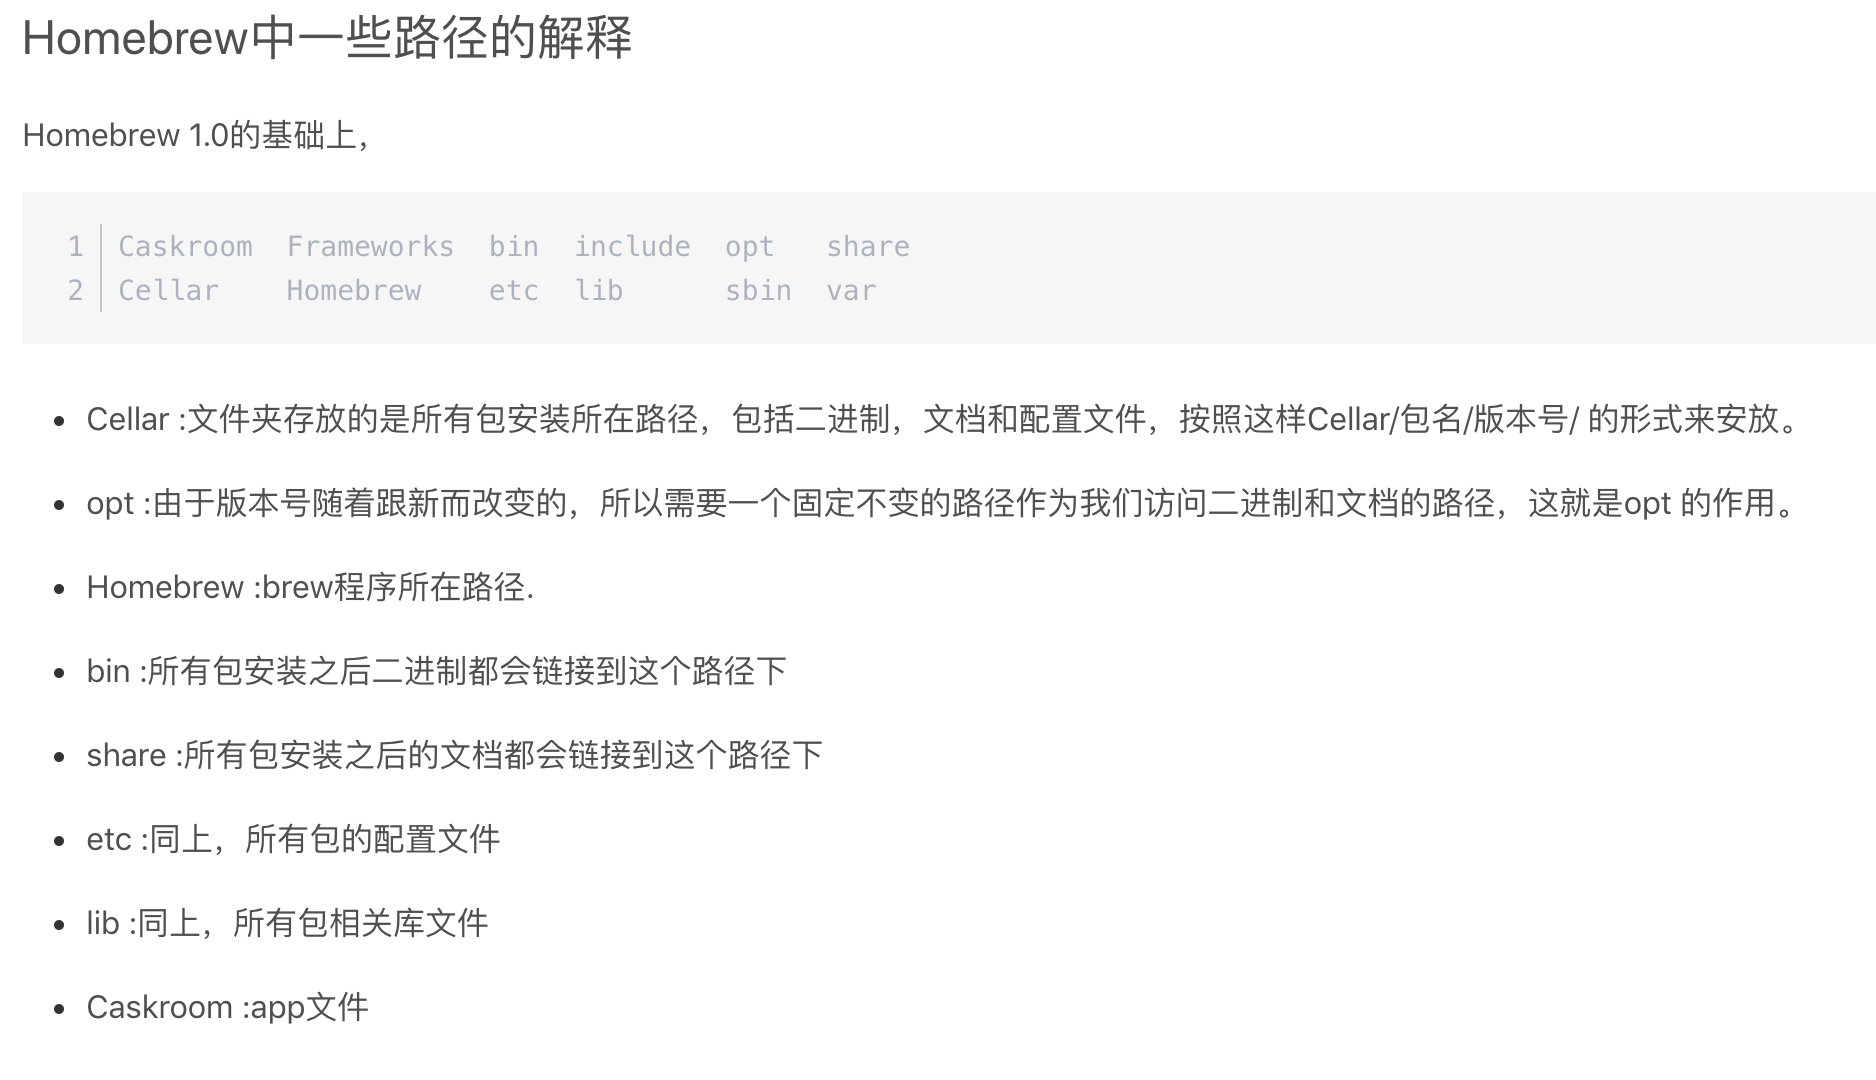 Homebrew中一些路径的解释
Homebrew 1.0的基础上，
1 Caskroom  Frameworks  bin  include  opt   share
2 Cellar    Homebrew    etc  lib      sbin  var
• Cellar :文件夹存放的是所有包安装所在路径，包括二进制，文档和配置文件，按照这样Cellar/包名/版本号/ 的形式来安放。
• opt :由于版本号随着跟新而改变的，所以需要一个固定不变的路径作为我们访问二进制和文档的路径，这就是opt 的作用。
• Homebrew :brew程序所在路径.
• bin :所有包安装之后二进制都会链接到这个路径下
• share :所有包安装之后的文档都会链接到这个路径下
• etc :同上，所有包的配置文件
• lib :同上，所有包相关库文件
• Caskroom :app文件